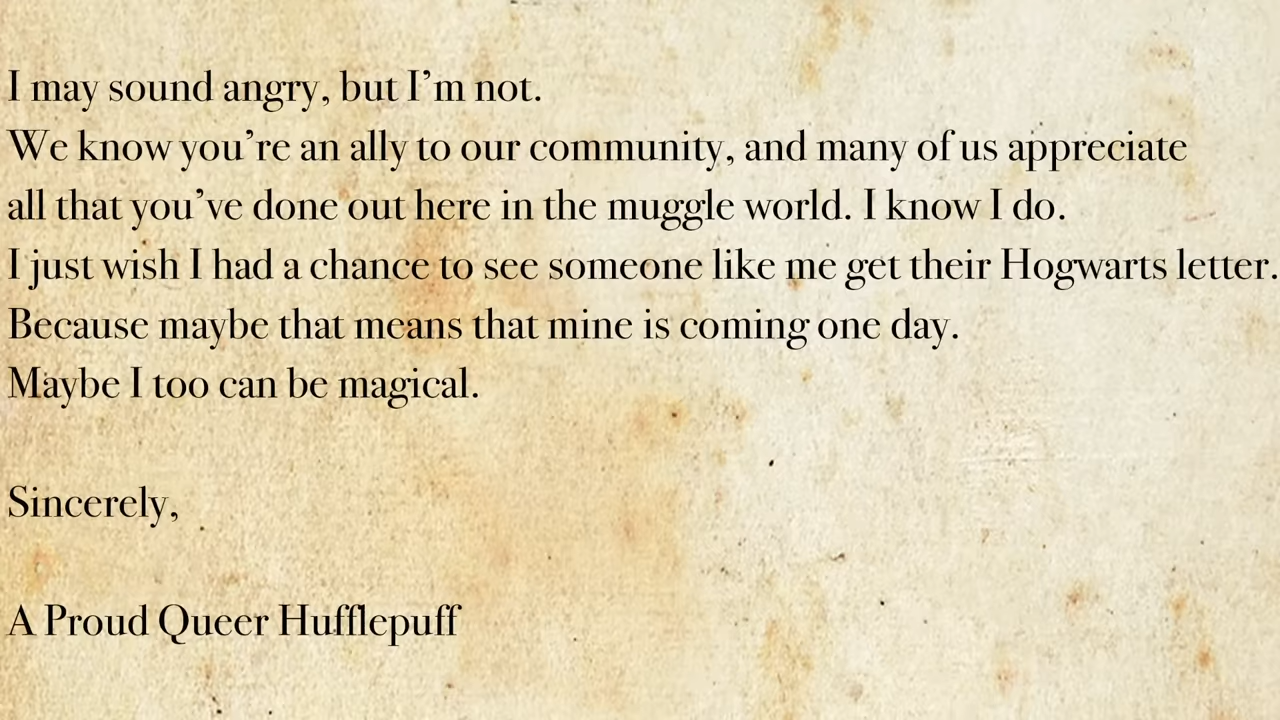 I may sound angry, but I’m not.
We know you’re an ally to our community, and many of us appreciate
all that you’ve done out here in the muggle world. I know I do.
I just wish I had a chance to see someone like me get their Hogwarts letter.
Because maybe that means that mine is coming one day.
Maybe I too can be magical.
Sincerely,
A Proud Queer Hufflepuff